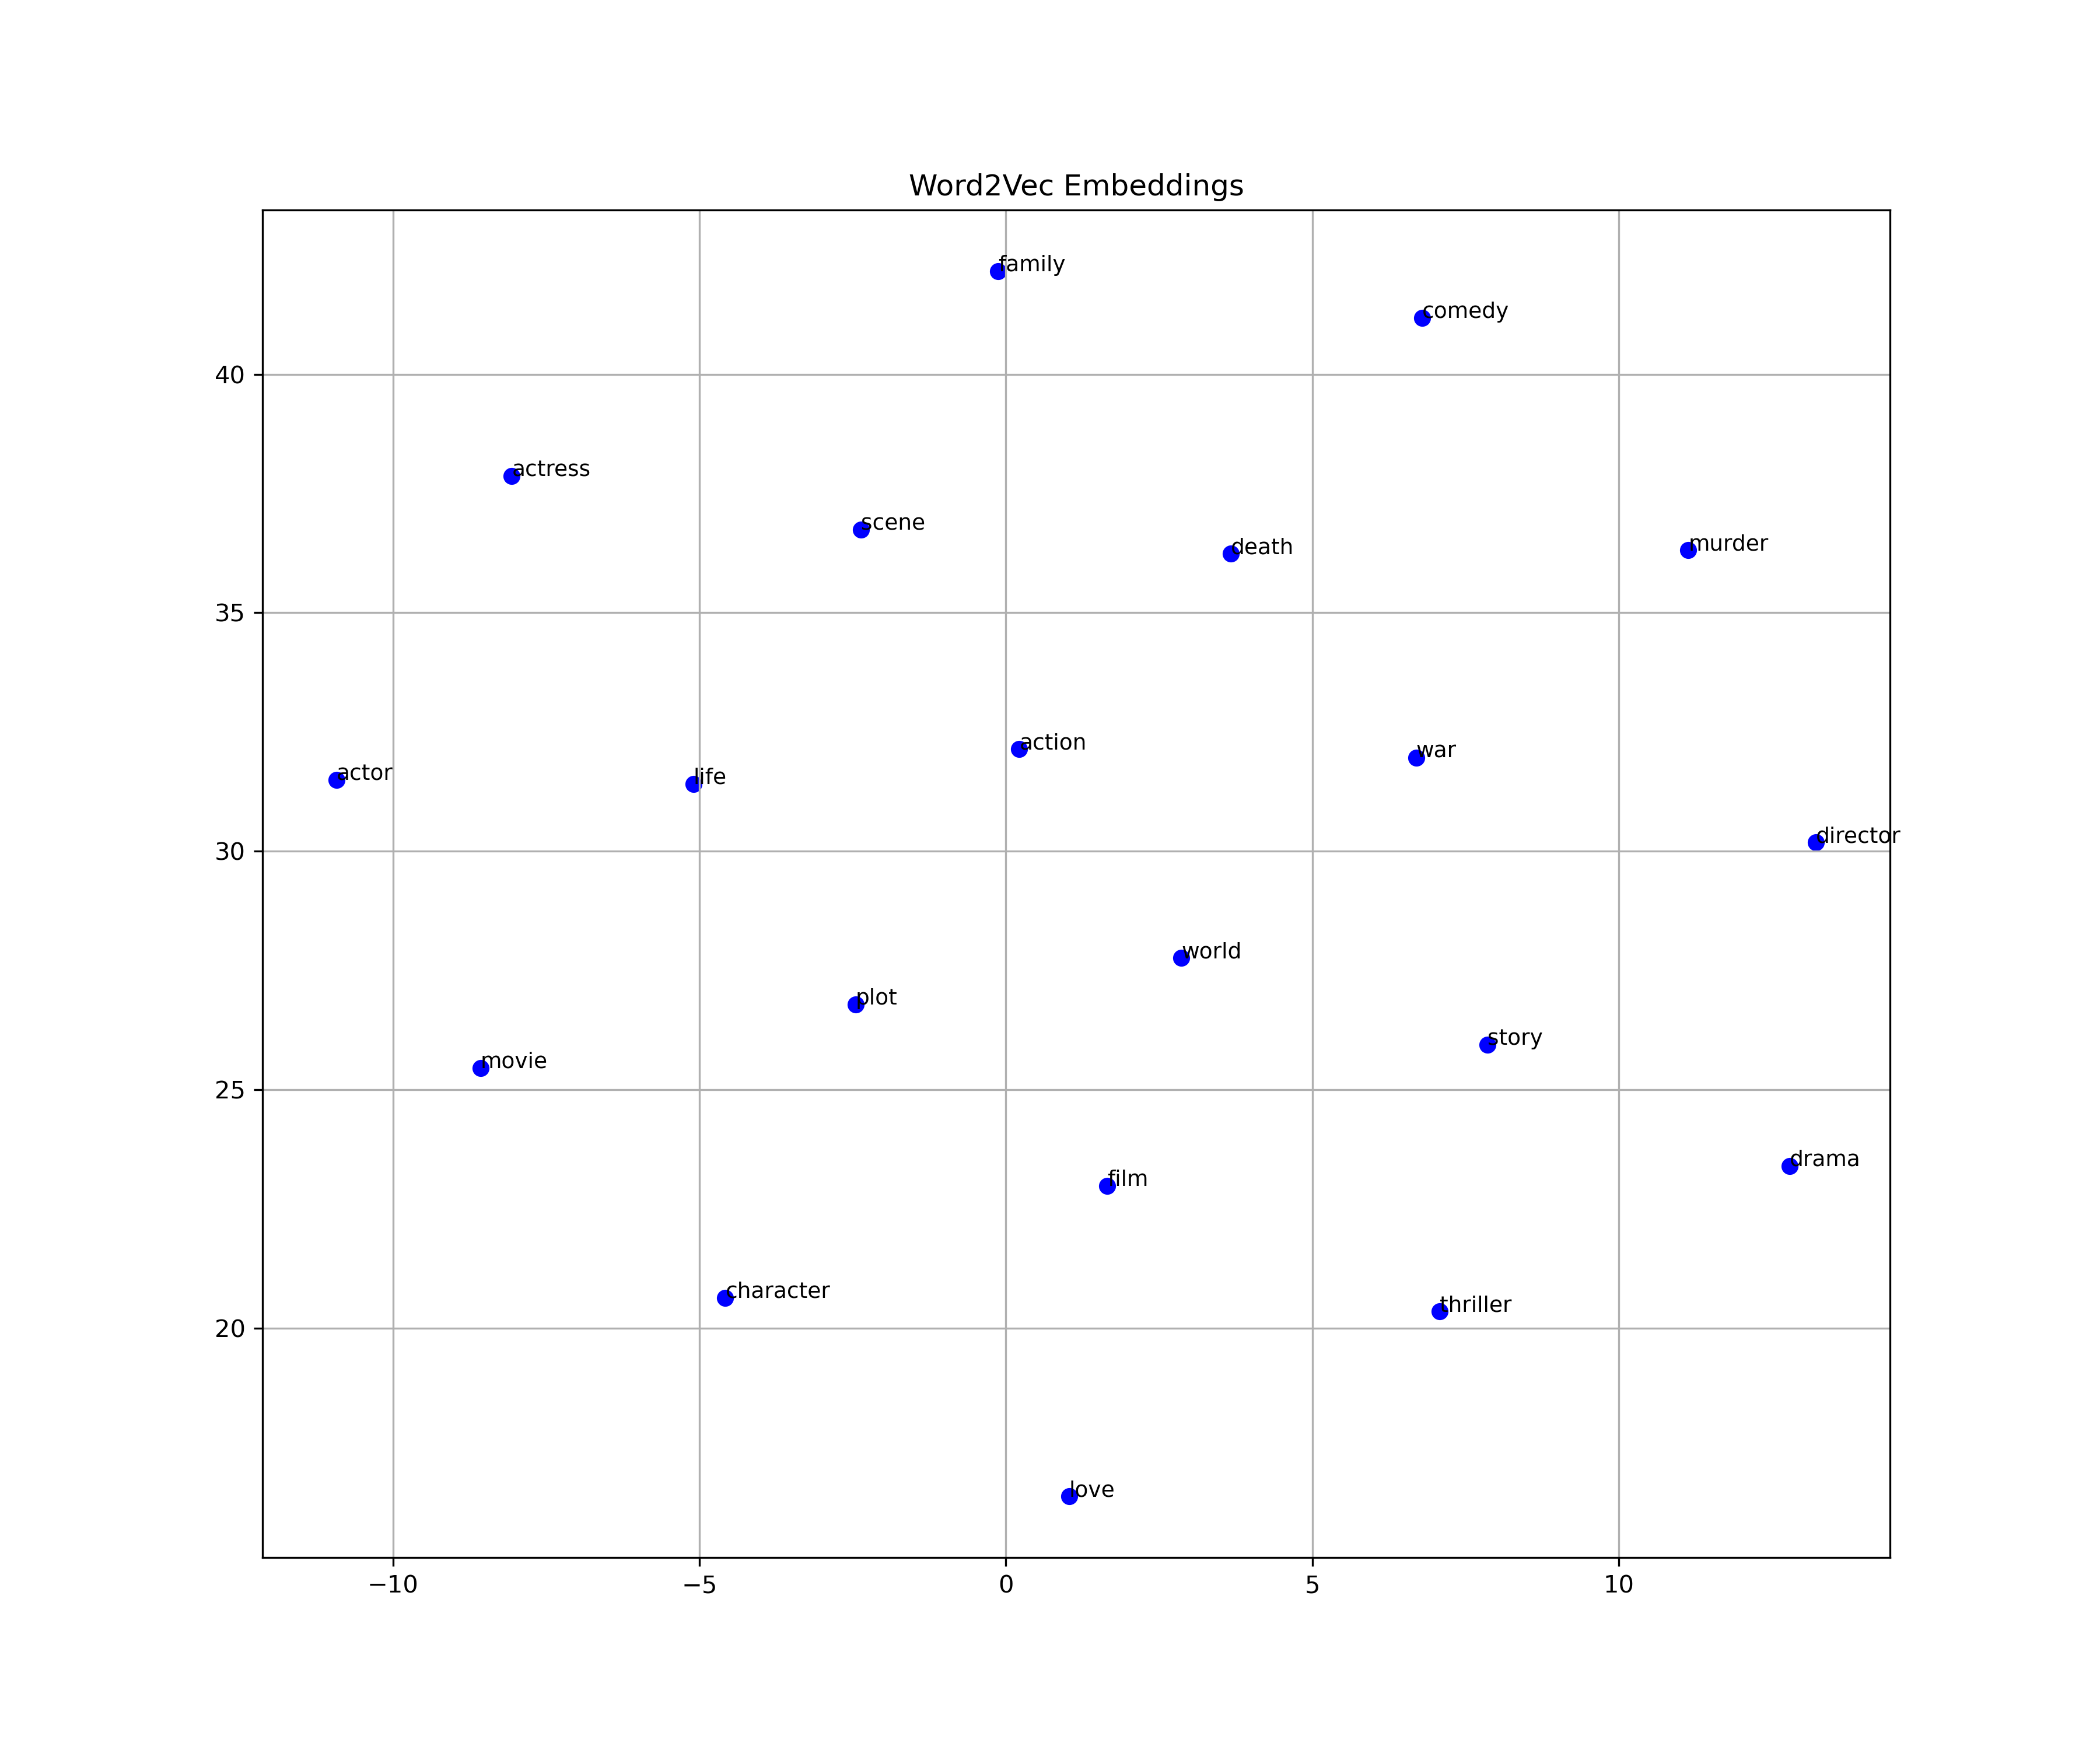 Word2Vec Embeddings
family
comedy
40
actress
scene
death
murder
35
action
war
actor
life
director
30
world
plot
story
movie
25
drama
film
character
thriller
20
love
−10
−5
0
5
10